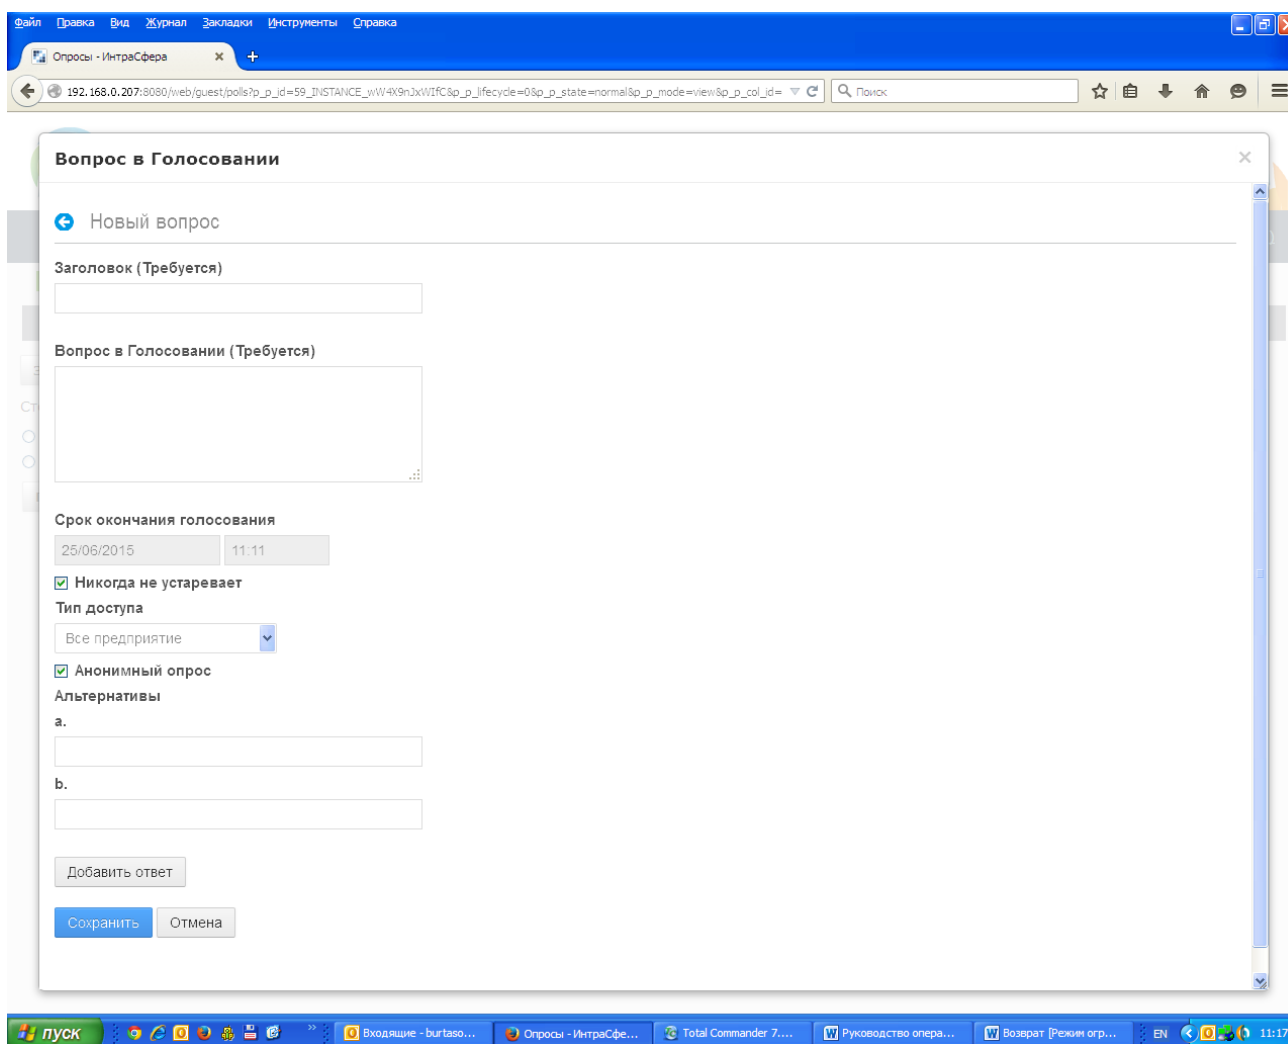 Файл Правка Вид Журнал Закладки Инструменты Справка
Опросы - ИнтраСфера
192.168.0.207:8080/web/guest/polls?p_p_id=59_INSTANCE_wW4X9nJxWIfC&p_p_lifecycle=0&p_p_state=normal&p_p_mode=view&p_p_col_id= Поиск
Вопрос в Голосовании
Новый вопрос
Заголовок (Требуется)
Вопрос в Голосовании (Требуется)
Срок окончания голосования
25/06/2015 11:11
Никогда не устаревает
Тип доступа
Все предприятие
Анонимный опрос
Альтернативы
a.
b.
Добавить ответ
Сохранить Отмена
пуск Входящие - burtaso... Опросы - ИнтраСфе... Total Commander 7.... Руководство опера... Возврат [Режим огр... EN 11:17